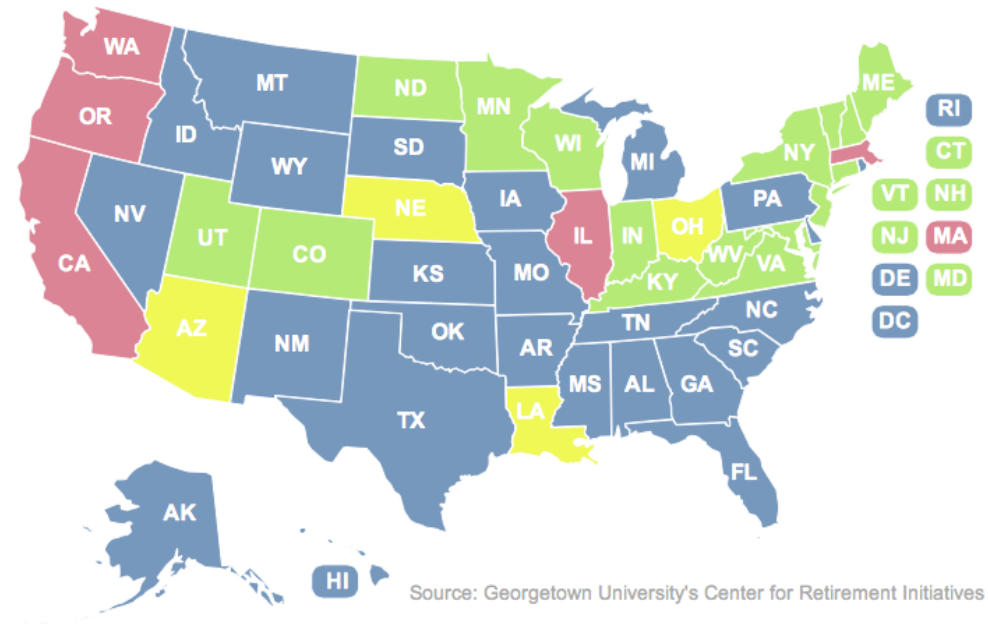 WA
ME
MT
ND
OR
MN
RI
ID
SD
WI
NY
CT
WY
MI
IA
PA
VT
NH
NE
NV
OH
UT
IL
IN
NJ
MA
CO
WV
VA
CA
KS
MO
KY
DE
MD
AZ
NC
DC
TN
OK
NM
AR
SC
MS
AL
GA
LA
TX
FL
AK
HI
Source: Georgetown University's Center for Retirement Initiatives